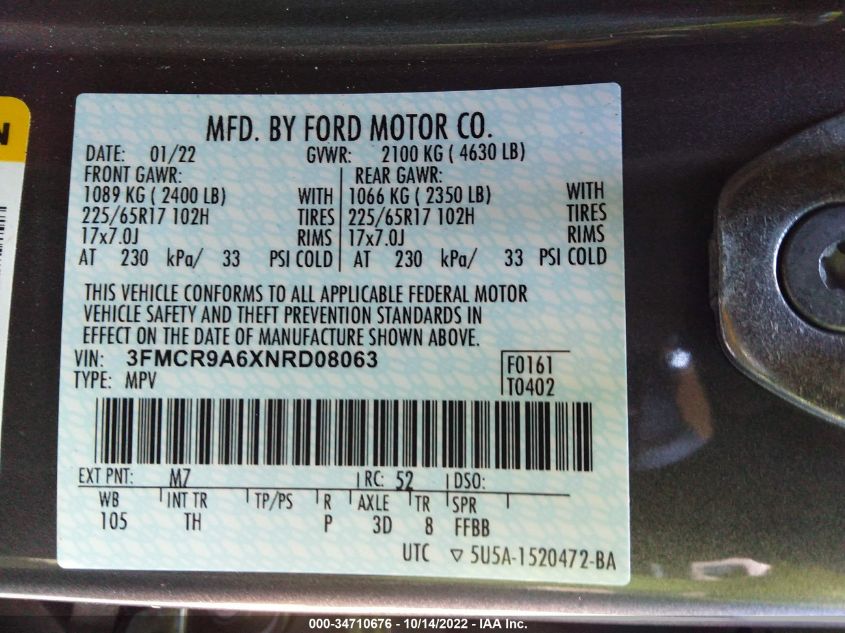 N
MFD. BY FORD MOTOR CO.
DATE: 01/22 GVWR: 2100 KG ( 4630 LB)
FRONT GAWR: REAR GAWR:
1089 KG ( 2400 LB) WITH 1066 KG ( 2350 LB) WITH
225/65R17 102H TIRES 225/65R17 102H TIRES
17x7.0J RIMS 17x7.0J RIMS
AT 230 kPa/ 33 PSI COLD AT 230 kPa/ 33 PSI COLD
THIS VEHICLE CONFORMS TO ALL APPLICABLE FEDERAL MOTOR
VEHICLE SAFETY AND THEFT PREVENTION STANDARDS IN
EFFECT ON THE DATE OF MANUFACTURE SHOWN ABOVE.
VIN: 3FMCR9A6XNRD08063 F0161
TYPE: MPV T0402
EXT PNT: M7 RC: 52 DSO:
WB INT TR TP/PS R AXLE TR SPR
105 TH P 3D 8 FFBB
UTC ▽ 5U5A-1520472-BA
000-34710676 - 10/14/2022 - IAA Inc.